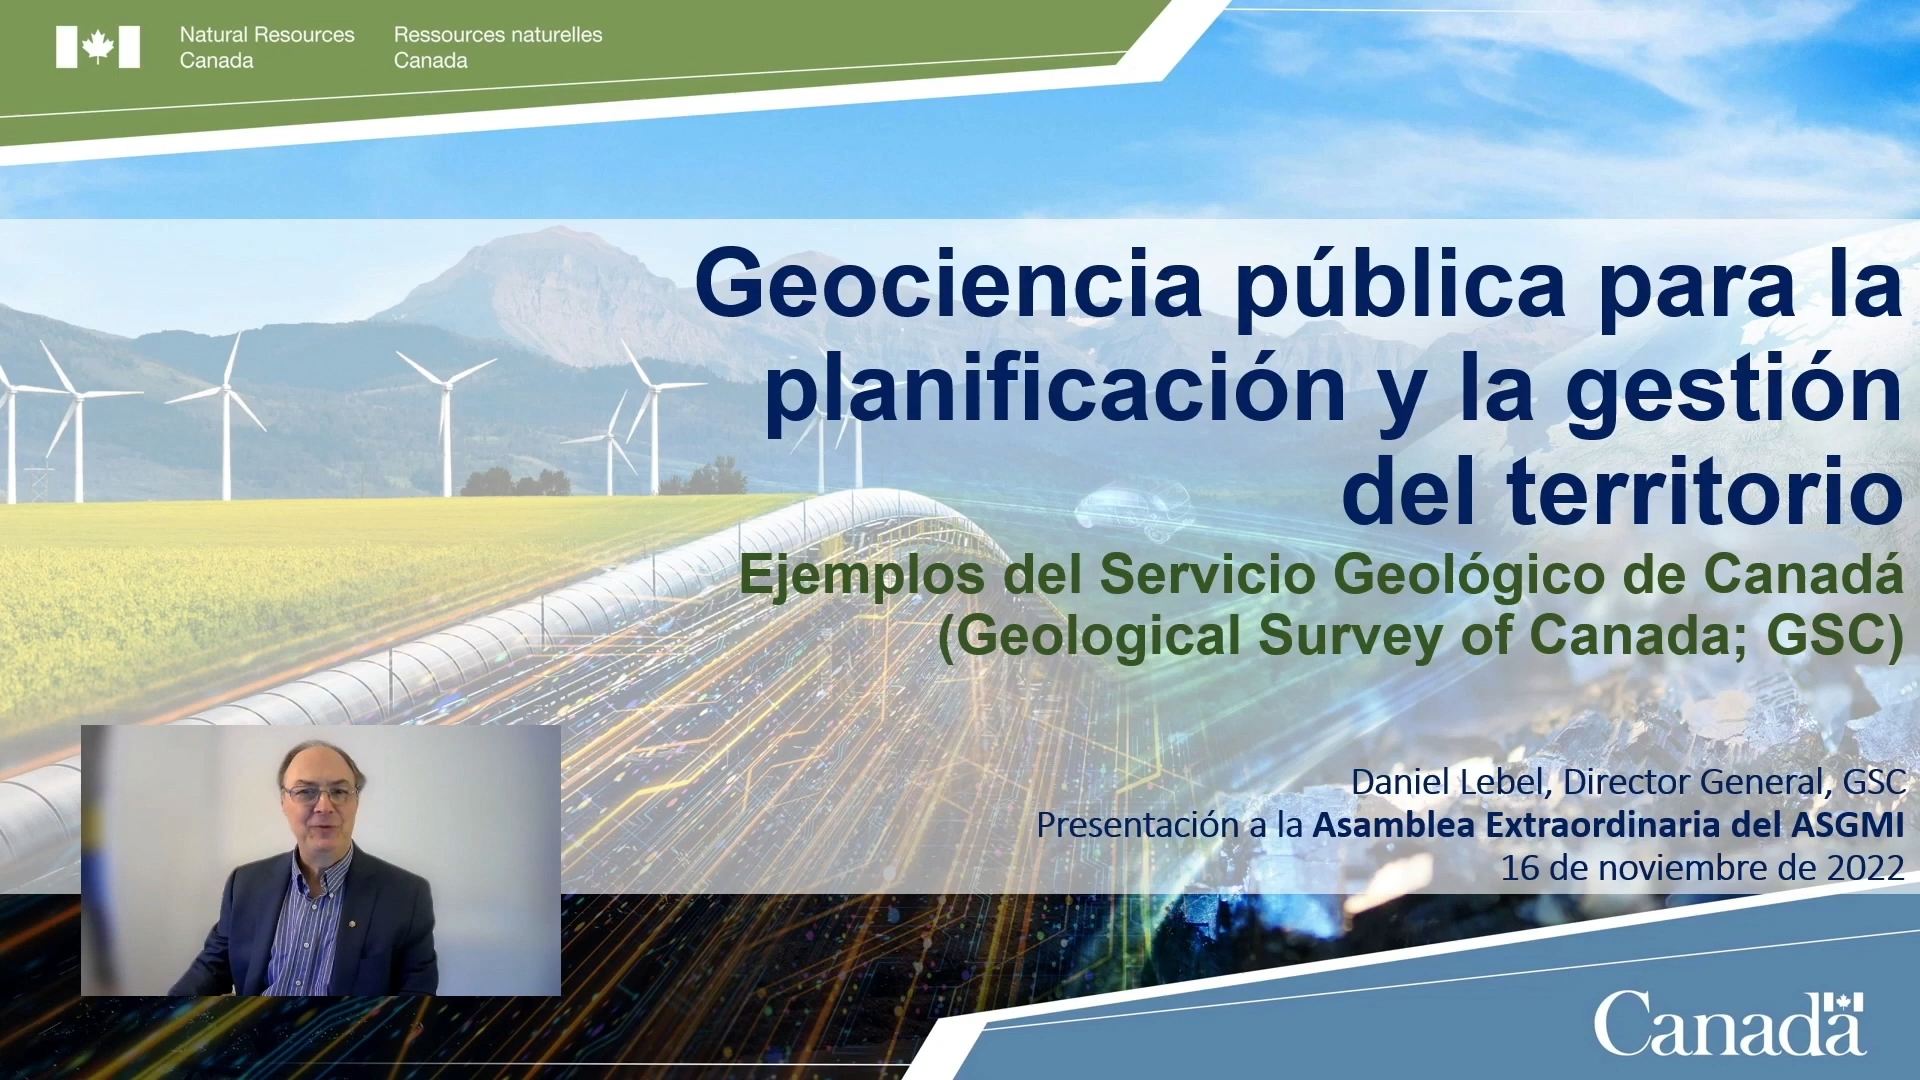 Natural Resources
Canada
Ressources naturelles
Canada
Geociencia pública para la
planificación y la gestión
del territorio
Ejemplos del Servicio Geológico de Canadá
(Geological Survey of Canada; GSC)
Daniel Lebel, Director General, GSC
Presentación a la Asamblea Extraordinaria del ASGMI
16 de noviembre de 2022
Canada